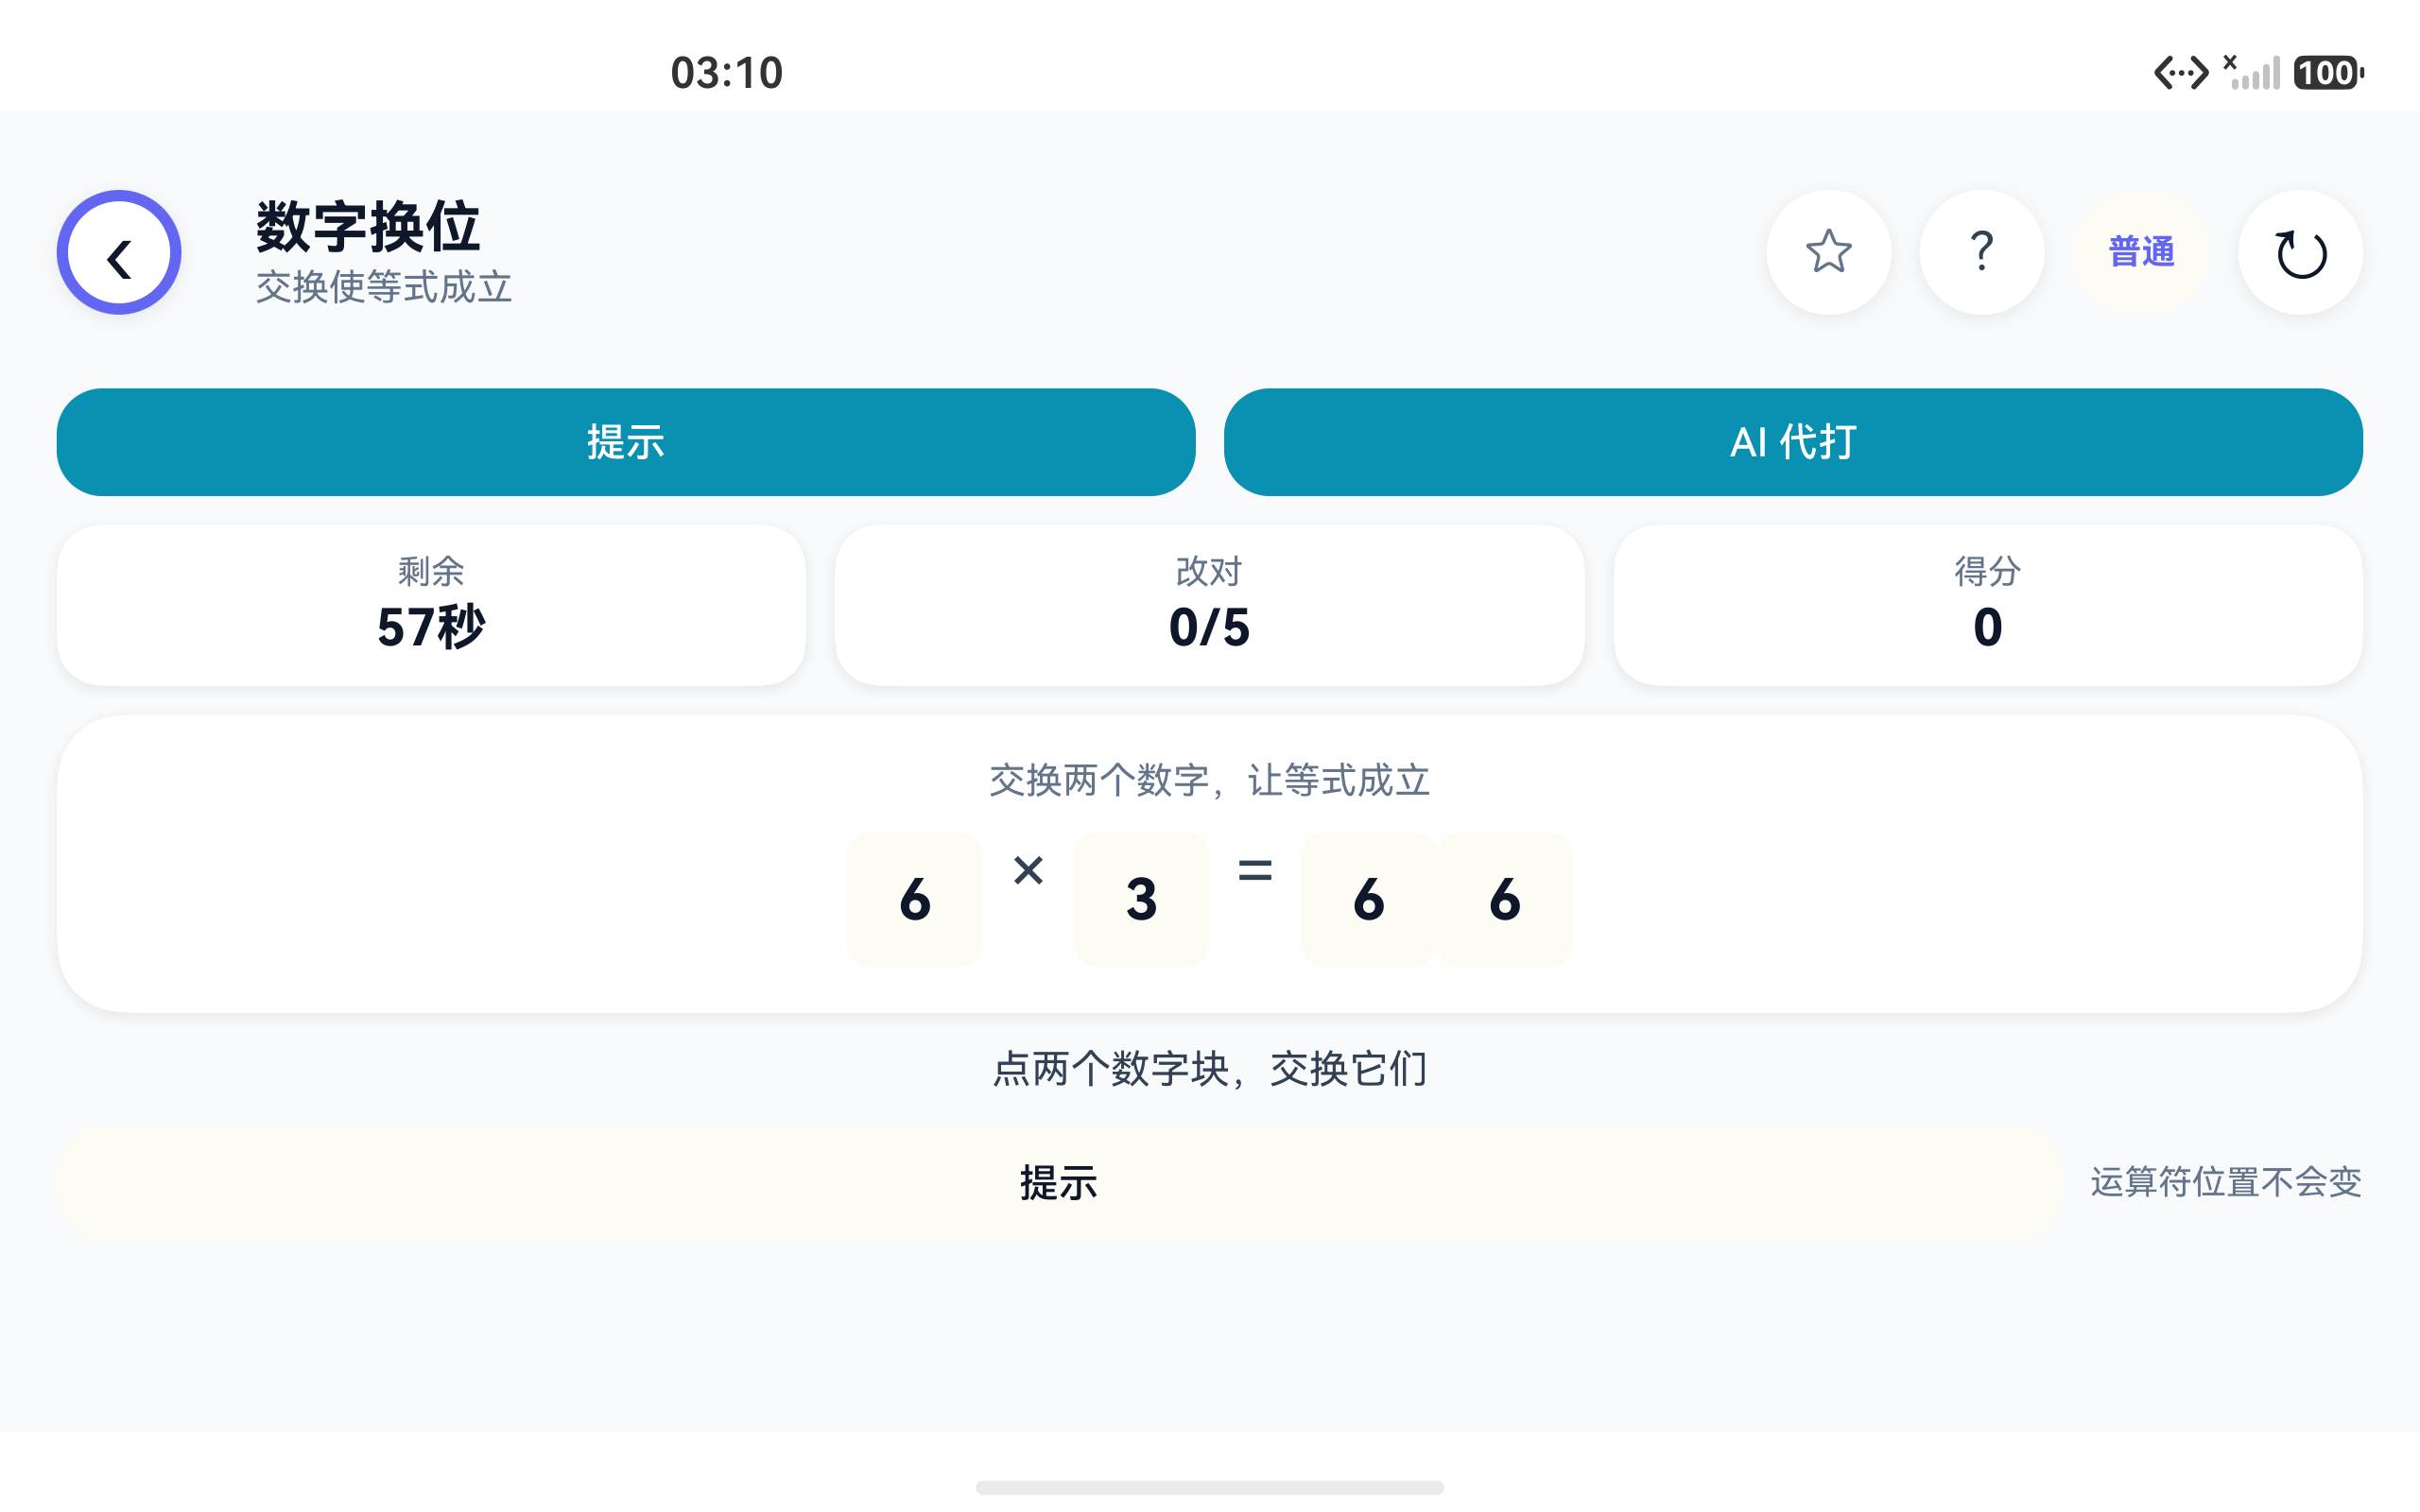 03:10
100
数字换位
交换使等式成立
?
普通
提示
AI 代打
剩余
57秒
改对
0/5
得分
0
交换两个数字，让等式成立
6 × 3 = 6 6
点两个数字块，交换它们
提示
运算符位置不会变